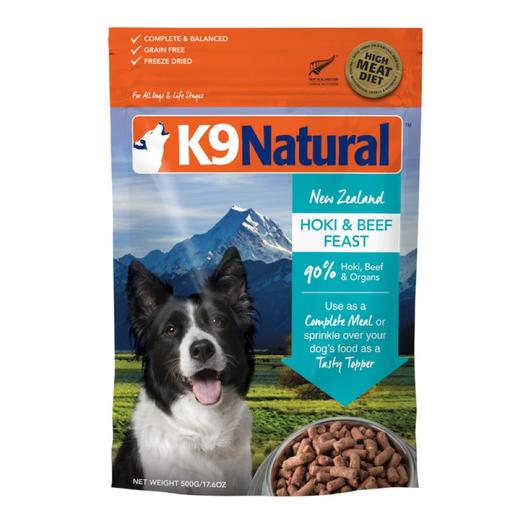 COMPLETE & BALANCED
GRAIN FREE
FREEZE DRIED
For All Dogs & Life Stages
HIGH
MEAT
DIET
K9Natural
TM
New Zealand
HOKI & BEEF
FEAST
90% Hoki, Beef
& Organs
Use as a
Complete Meal or
sprinkle over your
dog's food as a
Tasty Topper
NET WEIGHT 500G/17.6OZ